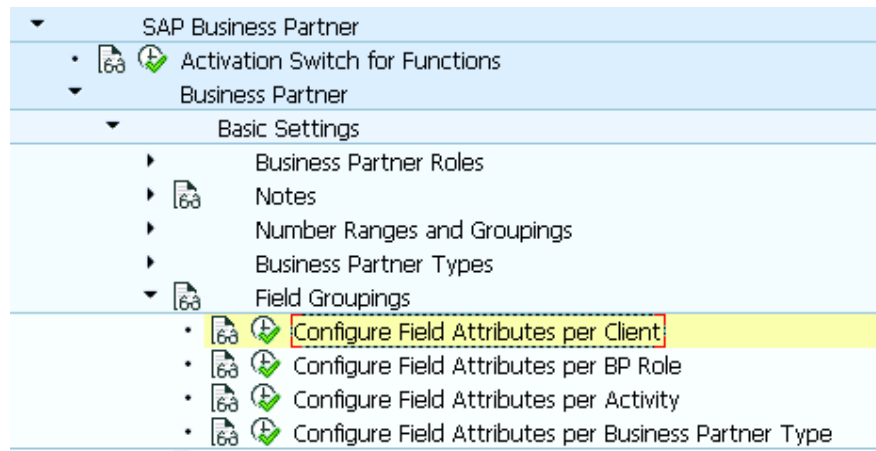 SAP Business Partner
Activation Switch for Functions
Business Partner
Basic Settings
Business Partner Roles
Notes
Number Ranges and Groupings
Business Partner Types
Field Groupings
Configure Field Attributes per Client
Configure Field Attributes per BP Role
Configure Field Attributes per Activity
Configure Field Attributes per Business Partner Type